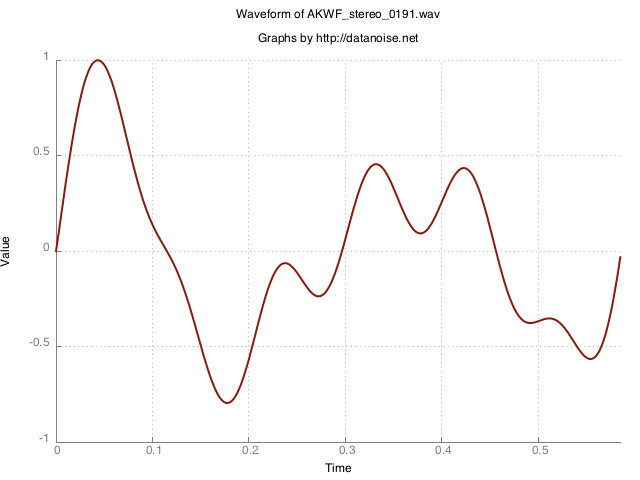 Waveform of AKWF_stereo_0191.wav
Graphs by http://datanoise.net
1
0.5
0
-0.5
-1
Value
0
0.1
0.2
0.3
0.4
0.5
Time